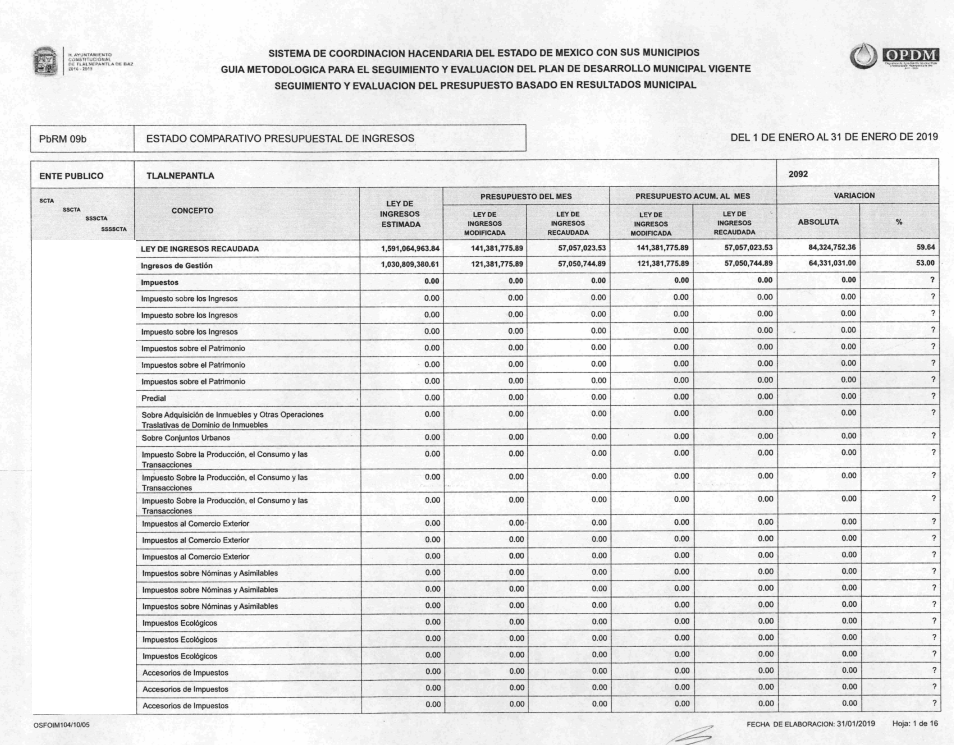 H. AYUNTAMIENTO
CONSTITUCIONAL
DE TLALNEPANTLA DE BAZ
2016 - 2018
SISTEMA DE COORDINACION HACENDARIA DEL ESTADO DE MEXICO CON SUS MUNICIPIOS
GUIA METODOLOGICA PARA EL SEGUIMIENTO Y EVALUACION DEL PLAN DE DESARROLLO MUNICIPAL VIGENTE
SEGUIMIENTO Y EVALUACION DEL PRESUPUESTO BASADO EN RESULTADOS MUNICIPAL
OPDM
PbRM 09b ESTADO COMPARATIVO PRESUPUESTAL DE INGRESOS DEL 1 DE ENERO AL 31 DE ENERO DE 2019
ENTE PUBLICO TLALNEPANTLA 2092
SCTA
SSCTA
SSSCTA
SSSSCTA
CONCEPTO
LEY DE
INGRESOS
ESTIMADA
PRESUPUESTO DEL MES PRESUPUESTO ACUM. AL MES VARIACION
LEY DE
INGRESOS
MODIFICADA
LEY DE
INGRESOS
RECAUDADA
LEY DE
INGRESOS
MODIFICADA
LEY DE
INGRESOS
RECAUDADA
ABSOLUTA %
LEY DE INGRESOS RECAUDADA 1,591,064,963.84 141,381,775.89 57,057,023.53 141,381,775.89 57,057,023.53 84,324,752.36 59.64
Ingresos de Gestión 1,030,809,380.61 121,381,775.89 57,050,744.89 121,381,775.89 57,050,744.89 64,331,031.00 53.00
Impuestos 0.00 0.00 0.00 0.00 0.00 0.00 ?
Impuesto sobre los Ingresos 0.00 0.00 0.00 0.00 0.00 0.00 ?
Impuesto sobre los Ingresos 0.00 0.00 0.00 0.00 0.00 0.00 ?
Impuesto sobre los Ingresos 0.00 0.00 0.00 0.00 0.00 0.00 ?
Impuestos sobre el Patrimonio 0.00 0.00 0.00 0.00 0.00 0.00 ?
Impuestos sobre el Patrimonio 0.00 0.00 0.00 0.00 0.00 0.00 ?
Impuestos sobre el Patrimonio 0.00 0.00 0.00 0.00 0.00 0.00 ?
Predial 0.00 0.00 0.00 0.00 0.00 0.00 ?
Sobre Adquisición de Inmuebles y Otras Operaciones 0.00 0.00 0.00 0.00 0.00 0.00 ?
Traslativas de Dominio de Inmuebles
Sobre Conjuntos Urbanos 0.00 0.00 0.00 0.00 0.00 0.00 ?
Impuesto Sobre la Producción, el Consumo y las 0.00 0.00 0.00 0.00 0.00 0.00 ?
Transacciones
Impuesto Sobre la Producción, el Consumo y las 0.00 0.00 0.00 0.00 0.00 0.00 ?
Transacciones
Impuesto Sobre la Producción, el Consumo y las 0.00 0.00 0.00 0.00 0.00 0.00 ?
Transacciones
Impuestos al Comercio Exterior 0.00 0.00 0.00 0.00 0.00 0.00 ?
Impuestos al Comercio Exterior 0.00 0.00 0.00 0.00 0.00 0.00 ?
Impuestos al Comercio Exterior 0.00 0.00 0.00 0.00 0.00 0.00 ?
Impuestos sobre Nóminas y Asimilables 0.00 0.00 0.00 0.00 0.00 0.00 ?
Impuestos sobre Nóminas y Asimilables 0.00 0.00 0.00 0.00 0.00 0.00 ?
Impuestos sobre Nóminas y Asimilables 0.00 0.00 0.00 0.00 0.00 0.00 ?
Impuestos Ecológicos 0.00 0.00 0.00 0.00 0.00 0.00 ?
Impuestos Ecológicos 0.00 0.00 0.00 0.00 0.00 0.00 ?
Impuestos Ecológicos 0.00 0.00 0.00 0.00 0.00 0.00 ?
Accesorios de Impuestos 0.00 0.00 0.00 0.00 0.00 0.00 ?
Accesorios de Impuestos 0.00 0.00 0.00 0.00 0.00 0.00 ?
Accesorios de Impuestos 0.00 0.00 0.00 0.00 0.00 0.00 ?
OSFOIM104/10/05 FECHA DE ELABORACION: 31/01/2019 Hoja: 1 de 16